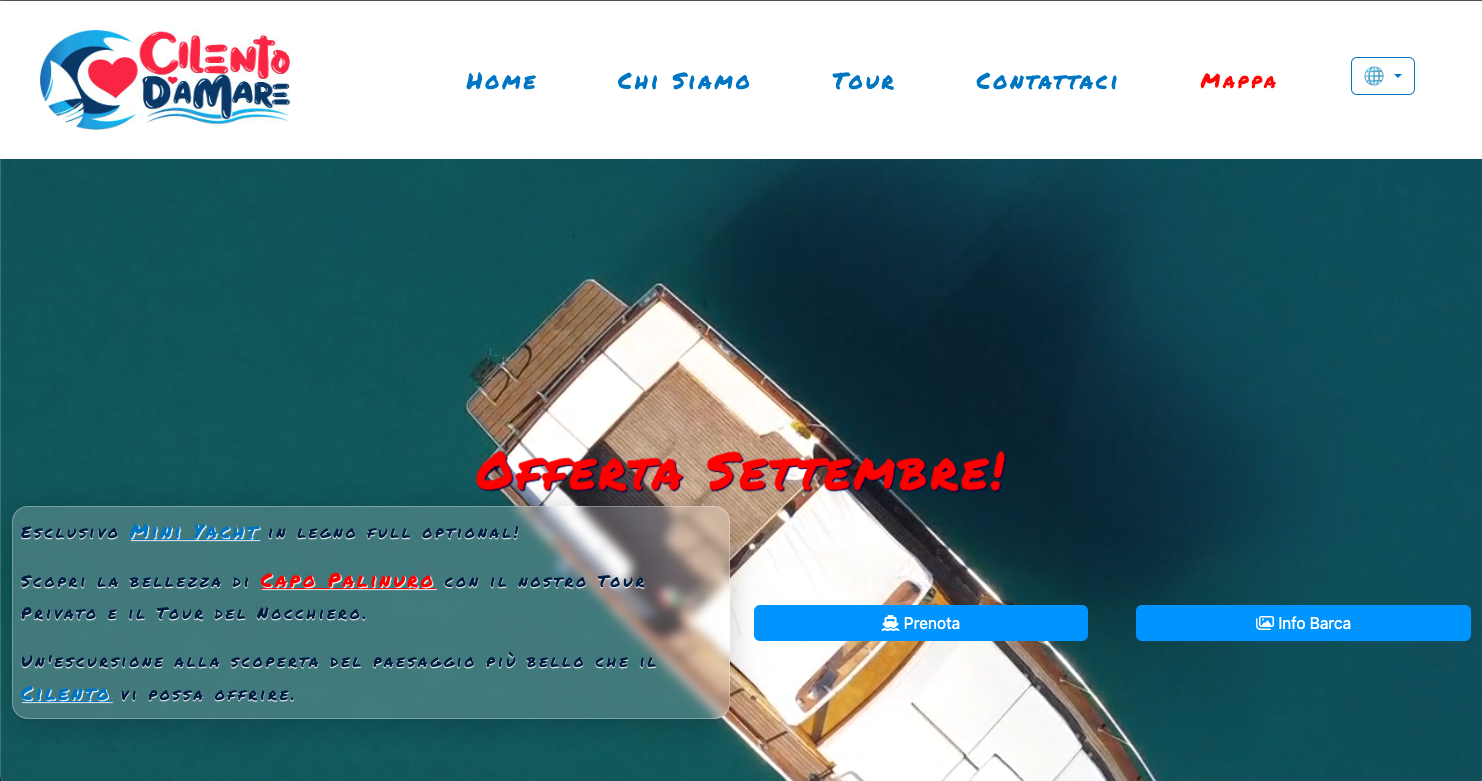 Cilento
D'aMare
Home
Chi Siamo
Tour
Contattaci
Mappa
Offerta Settembre!
Esclusivo Mini Yacht in legno full optional!
Scopri la bellezza di Capo Palinuro con il nostro Tour
Privato e il Tour del Nocchiero.
Un'escursione alla scoperta del paesaggio più bello che il
Cilento vi possa offrire.
Prenota
Info Barca